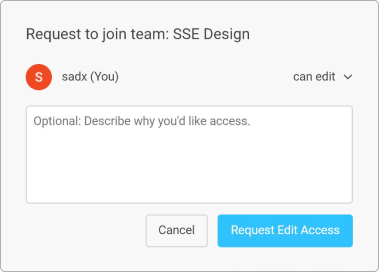 Request to join team: SSE Design
S sadx (You) can edit
Optional: Describe why you'd like access.
Cancel Request Edit Access